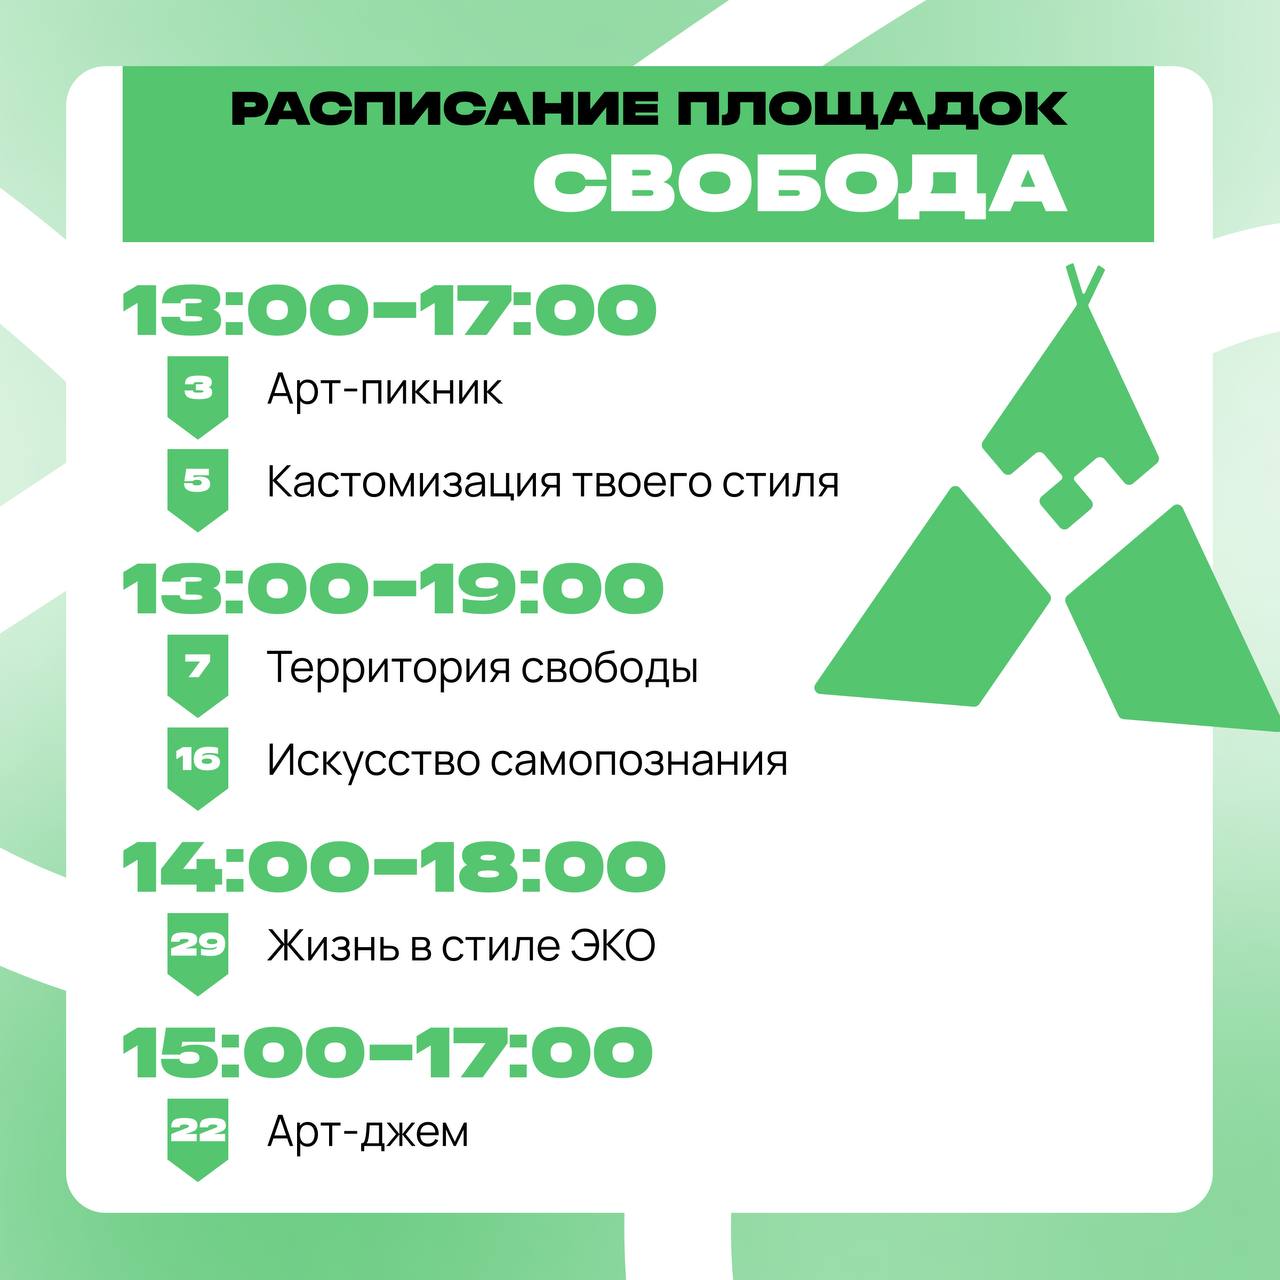 РАСПИСАНИЕ ПЛОЩАДОК
СВОБОДА
13:00–17:00
3 Арт-пикник
5 Кастомизация твоего стиля
13:00–19:00
7 Территория свободы
16 Искусство самопознания
14:00–18:00
29 Жизнь в стиле ЭКО
15:00–17:00
22 Арт-джем